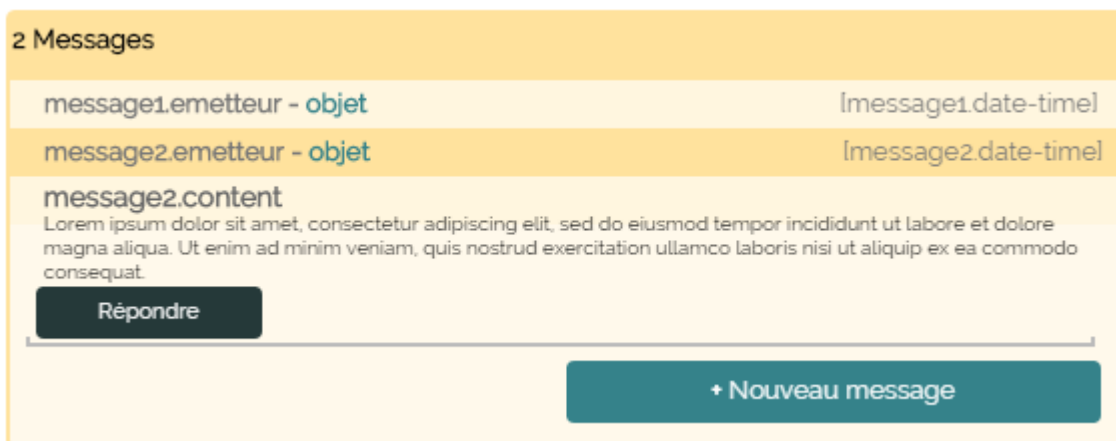 2 Messages
message1.emetteur - objet [message1.date-time]
message2.emetteur - objet [message2.date-time]
message2.content
Lorem ipsum dolor sit amet, consectetur adipiscing elit, sed do eiusmod tempor incididunt ut labore et dolore
magna aliqua. Ut enim ad minim veniam, quis nostrud exercitation ullamco laboris nisi ut aliquip ex ea commodo
consequat.
Répondre
+ Nouveau message